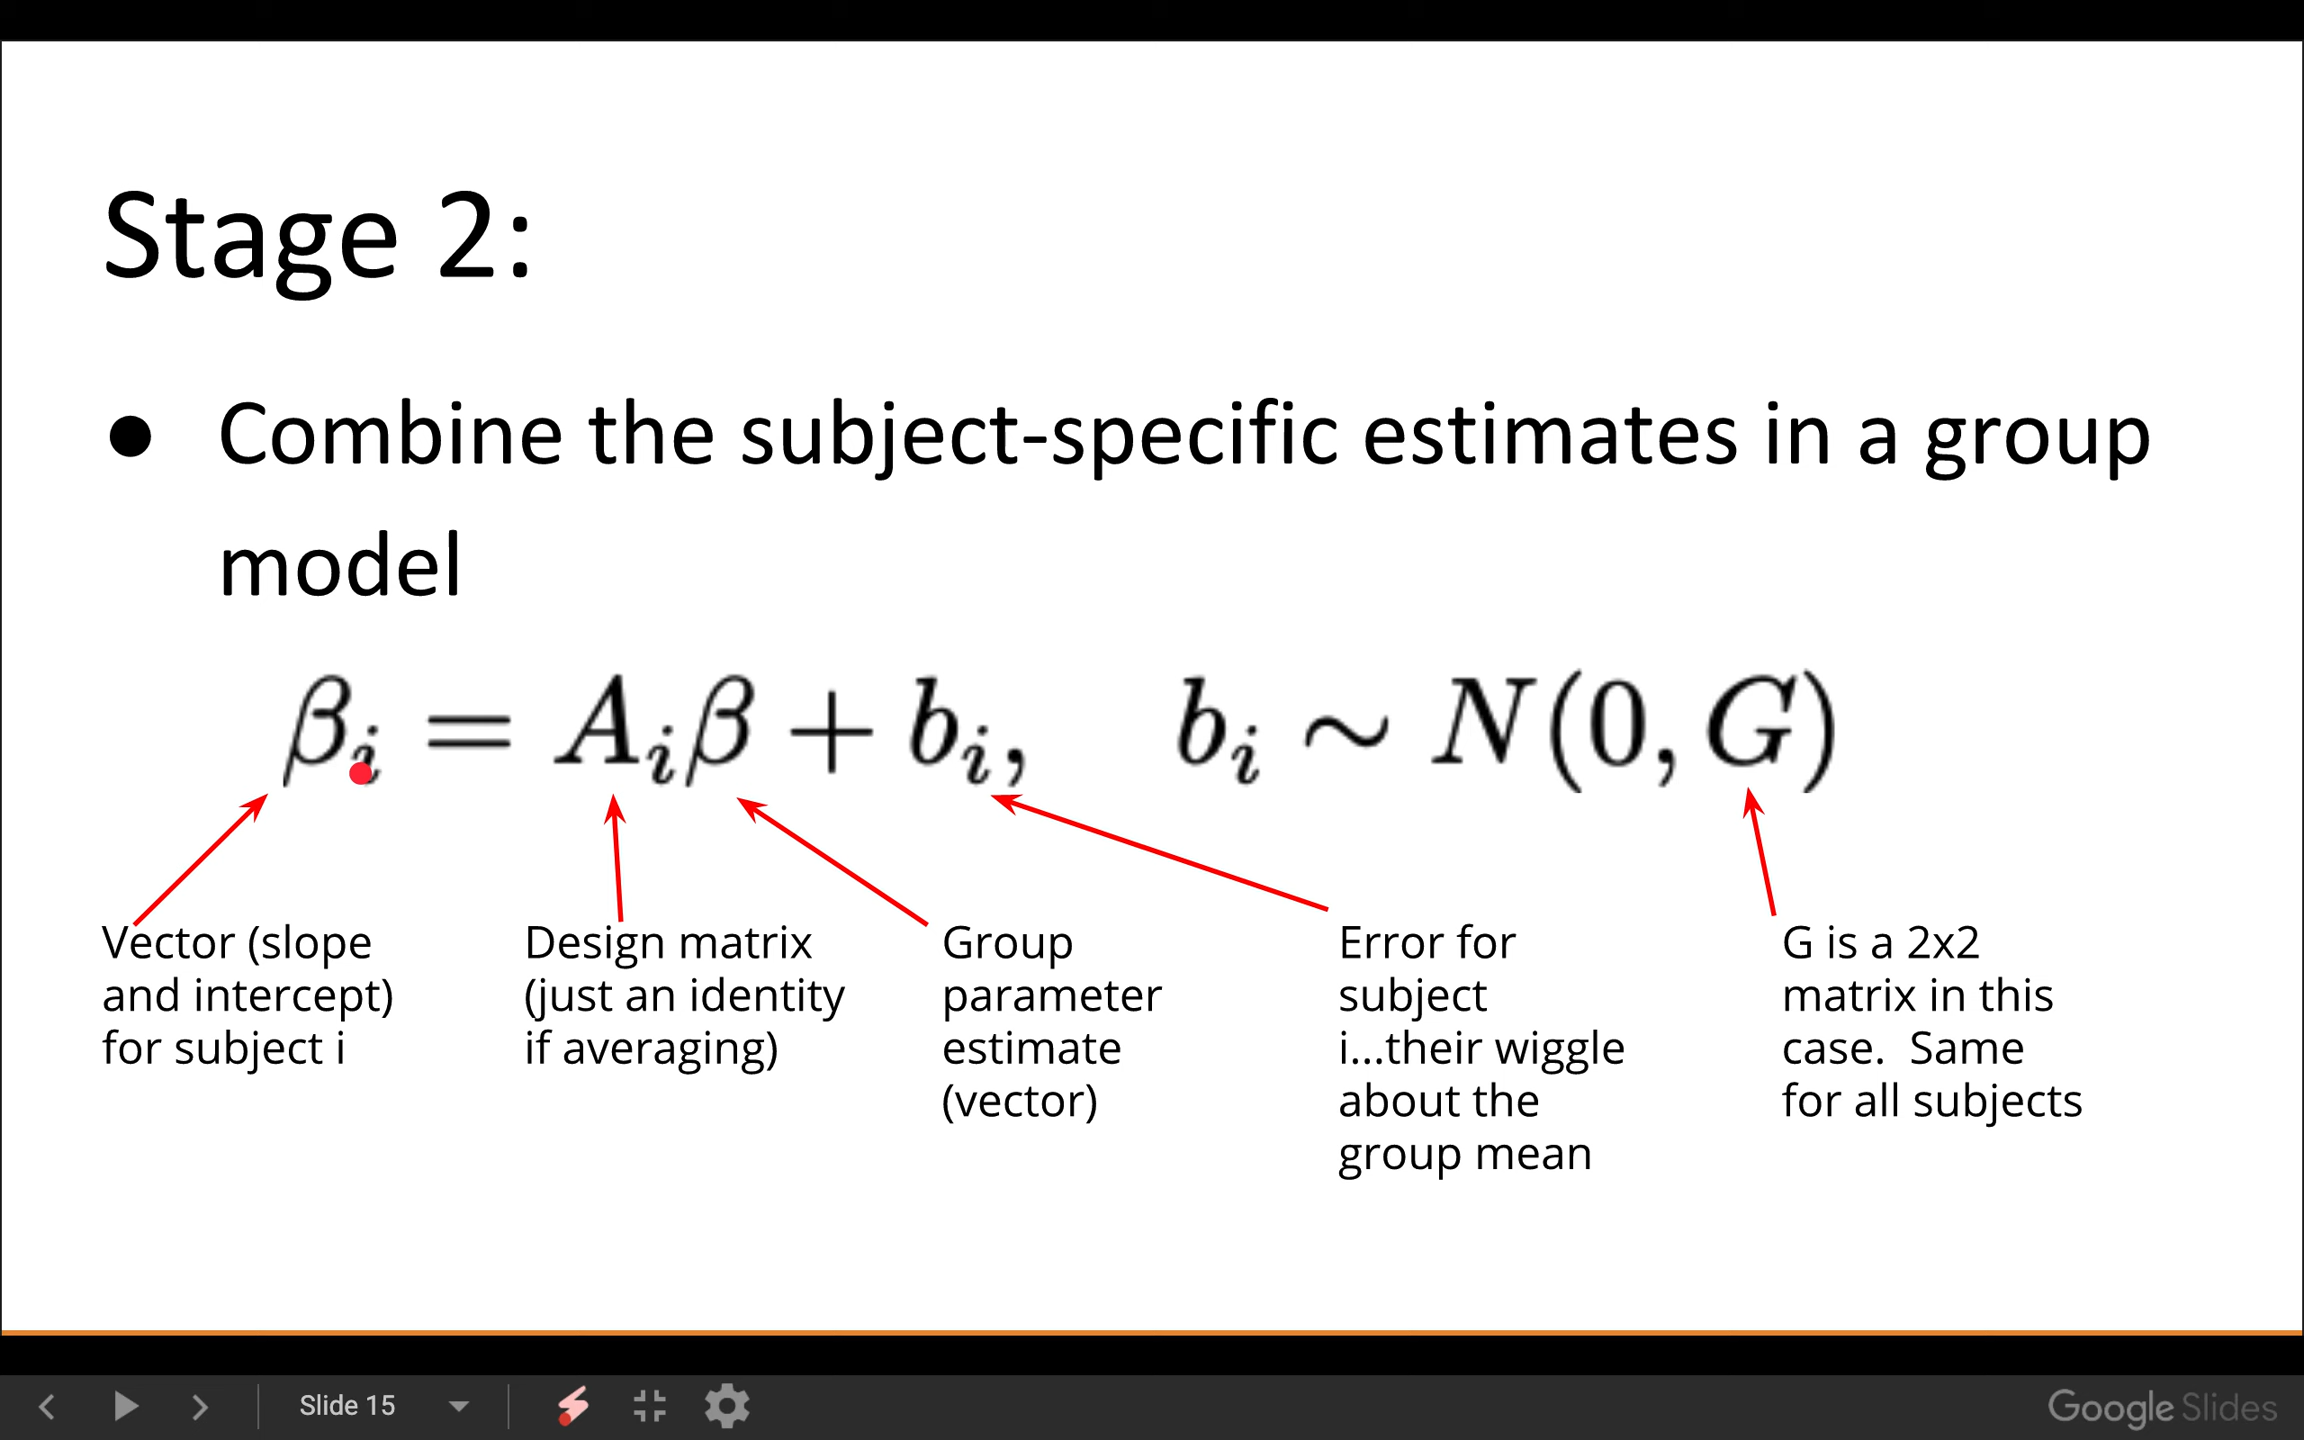 Stage 2:
● Combine the subject-specific estimates in a group
model
βᵢ = Aᵢβ + bᵢ,   bᵢ ∼ N(0, G)
Vector (slope
and intercept)
for subject i
Design matrix
(just an identity
if averaging)
Group
parameter
estimate
(vector)
Error for
subject
i...their wiggle
about the
group mean
G is a 2x2
matrix in this
case.  Same
for all subjects
Slide 15
Google Slides